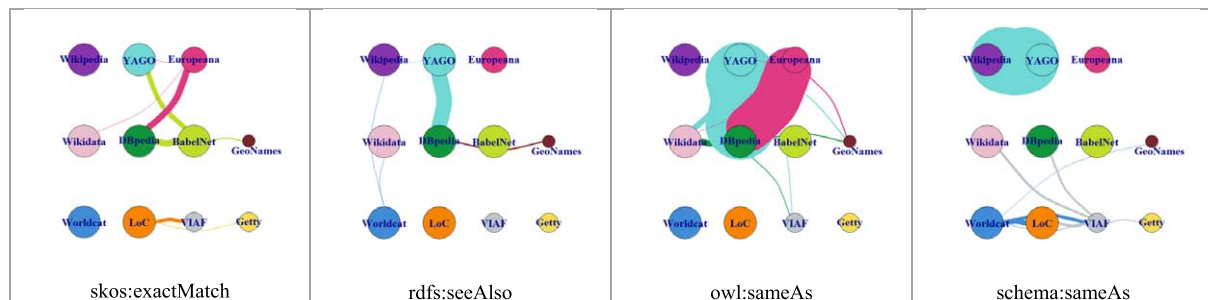 Wikipedia YAGO Europeana
Wikidata DBpedia BabelNet GeoNames
Worldcat LoC VIAF Getty
skos:exactMatch
Wikipedia YAGO Europeana
Wikidata DBpedia BabelNet GeoNames
Worldcat LoC VIAF Getty
rdfs:seeAlso
Wikipedia YAGO Europeana
Wikidata DBpedia BabelNet GeoNames
Worldcat LoC VIAF Getty
owl:sameAs
Wikipedia YAGO Europeana
Wikidata DBpedia BabelNet GeoNames
Worldcat LoC VIAF Getty
schema:sameAs